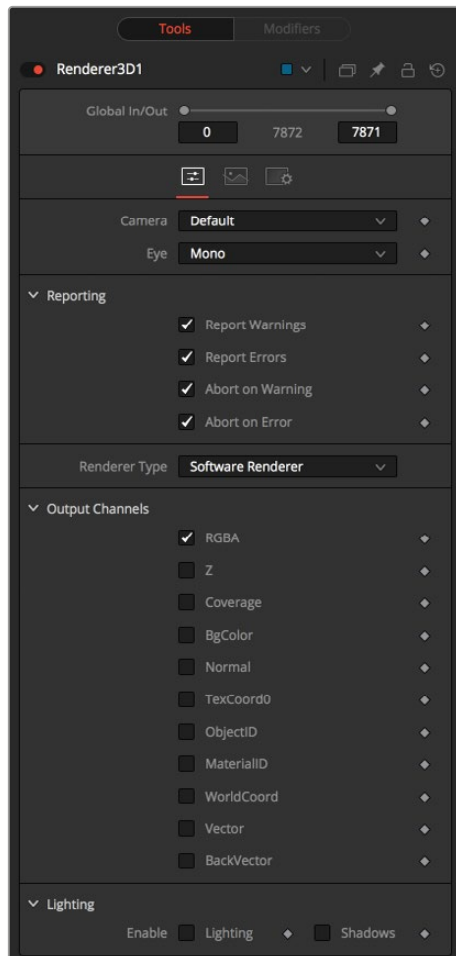 Tools Modifiers
Renderer3D1
Global In/Out
0 7872 7871
Camera Default
Eye Mono
Reporting
Report Warnings
Report Errors
Abort on Warning
Abort on Error
Renderer Type Software Renderer
Output Channels
RGBA
Z
Coverage
BgColor
Normal
TexCoord0
ObjectID
MaterialID
WorldCoord
Vector
BackVector
Lighting
Enable Lighting Shadows